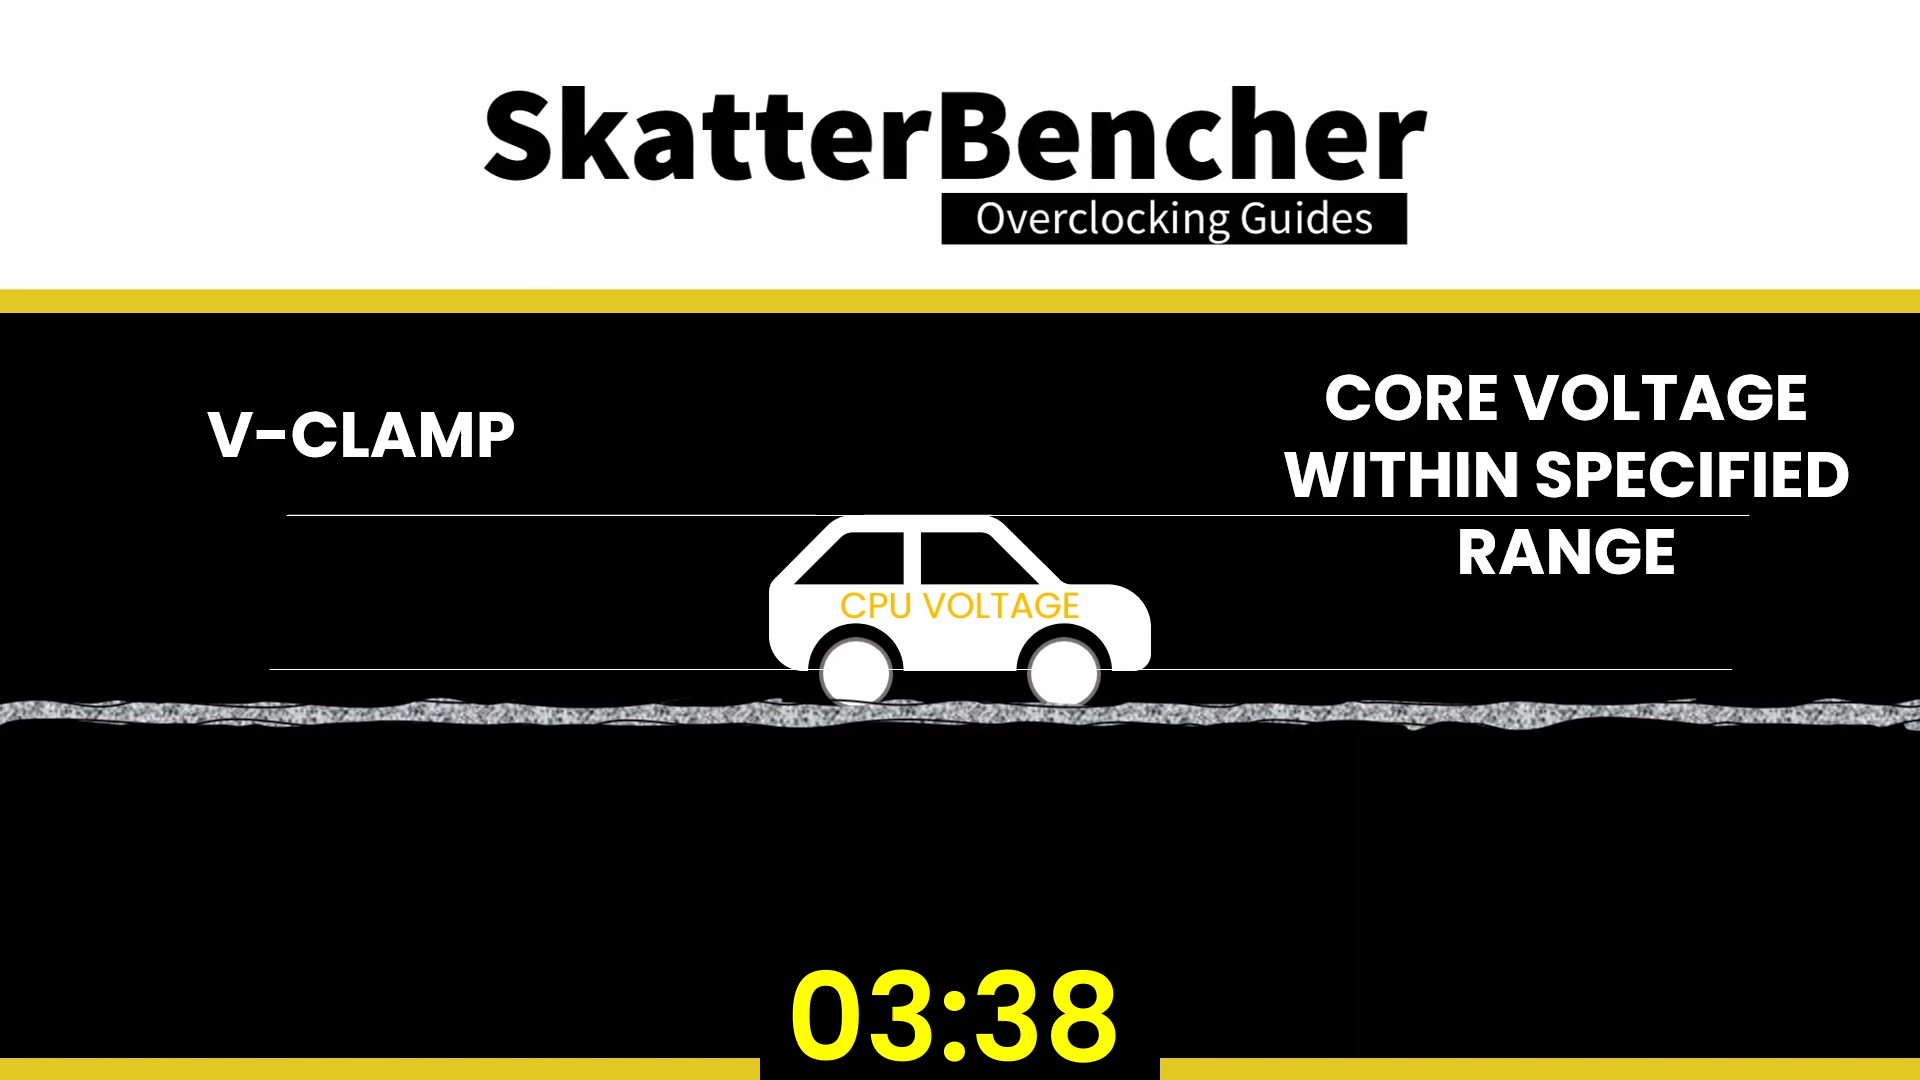 SkatterBencher
Overclocking Guides
V-CLAMP
CORE VOLTAGE
WITHIN SPECIFIED
RANGE
CPU VOLTAGE
03:38